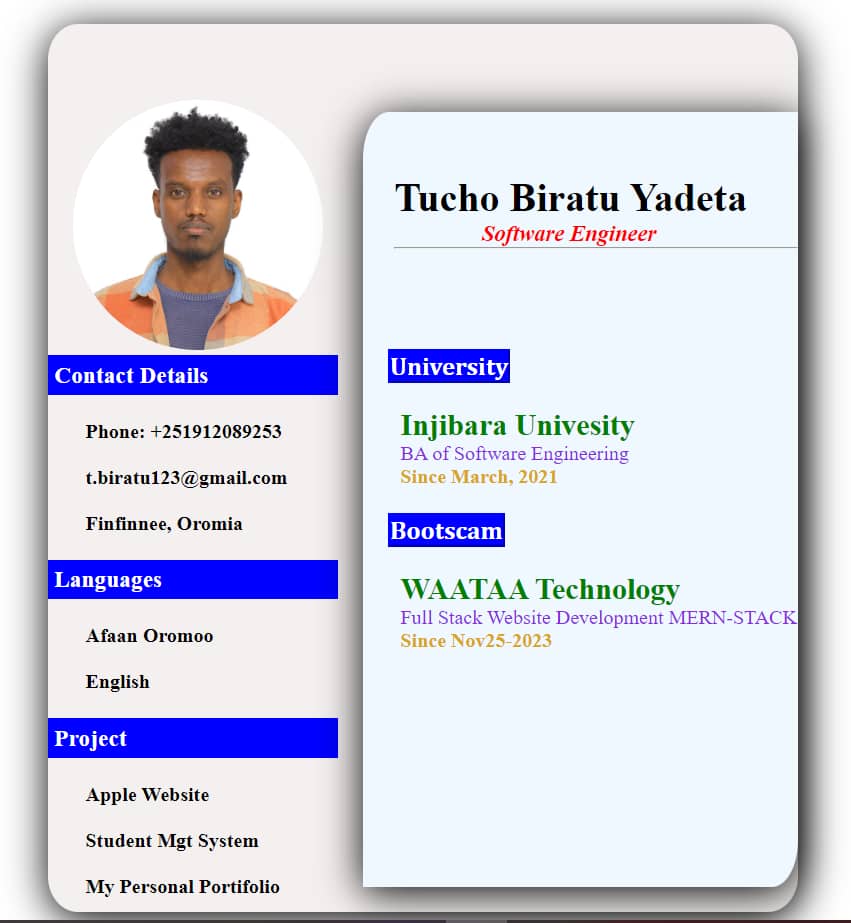 Contact Details
Phone: +251912089253
t.biratu123@gmail.com
Finfinnee, Oromia
Languages
Afaan Oromoo
English
Project
Apple Website
Student Mgt System
My Personal Portifolio
Tucho Biratu Yadeta
Software Engineer
University
Injibara Univesity
BA of Software Engineering
Since March, 2021
Bootscam
WAATAA Technology
Full Stack Website Development MERN-STACK
Since Nov25-2023